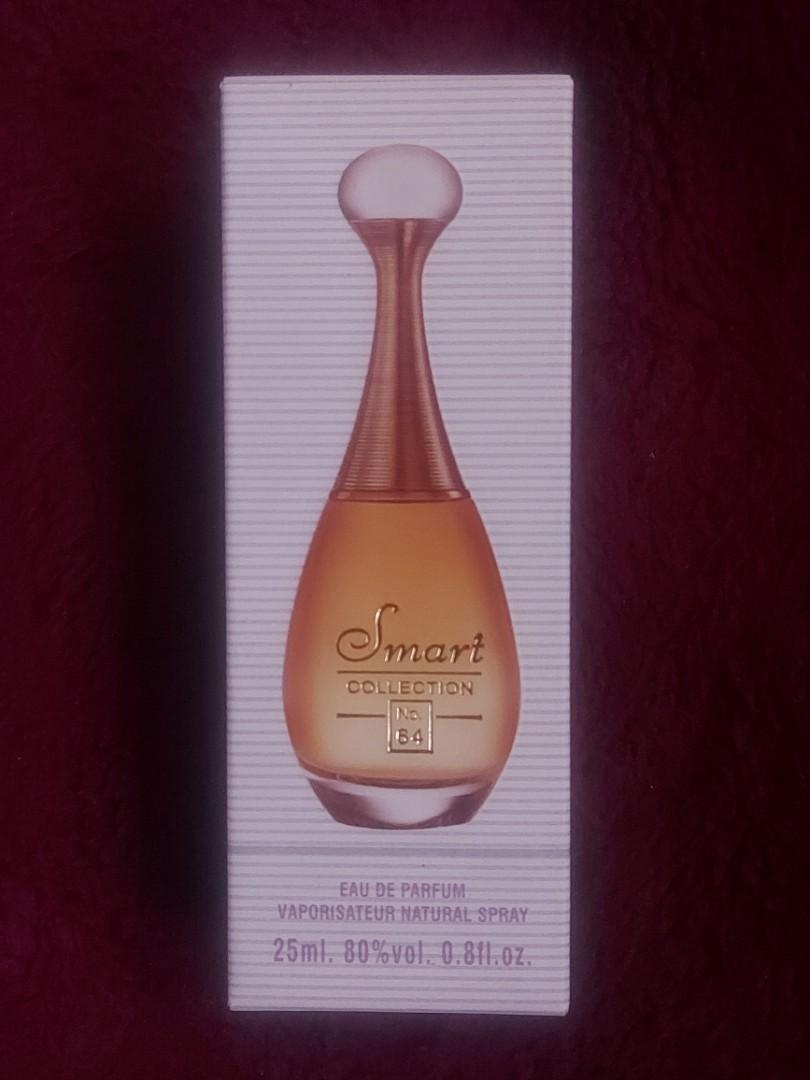 Smart
COLLECTION
No.
64
EAU DE PARFUM
VAPORISATEUR NATURAL SPRAY
25ml. 80%vol. 0.8fl.oz.